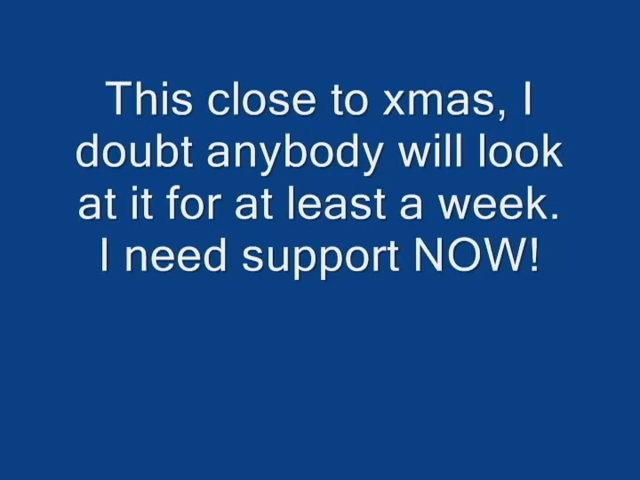 This close to xmas, I
doubt anybody will look
at it for at least a week.
I need support NOW!